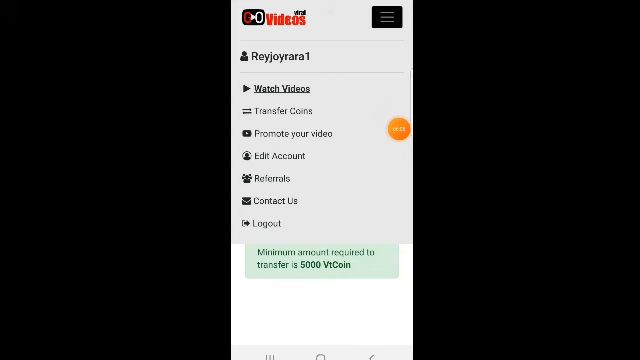 viral
Videos
Reyjoyrara1
Watch Videos
Transfer Coins
Promote your video
Edit Account
Referrals
Contact Us
Logout
Minimum amount required to
transfer is 5000 VtCoin